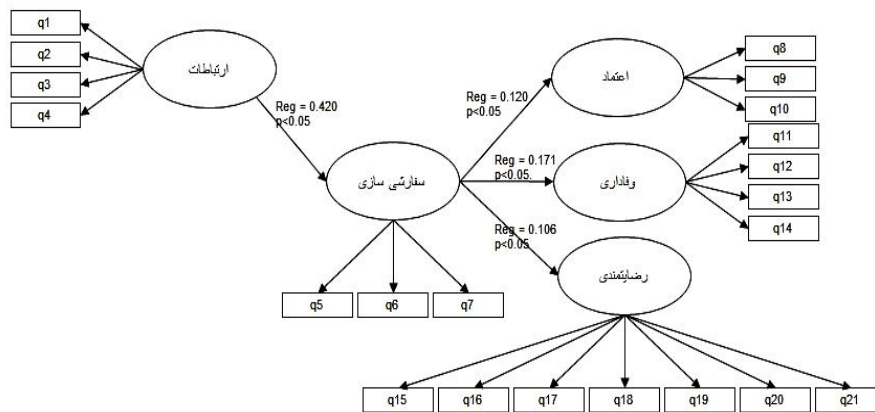 q1
q2
q3
q4
ارتباطات
Reg = 0.420
p<0.05
سفارشی سازی
q5
q6
q7
Reg = 0.120
p<0.05
اعتماد
q8
q9
q10
Reg = 0.171
p<0.05
وفاداری
q11
q12
q13
q14
Reg = 0.106
p<0.05
رضایتمندی
q15
q16
q17
q18
q19
q20
q21